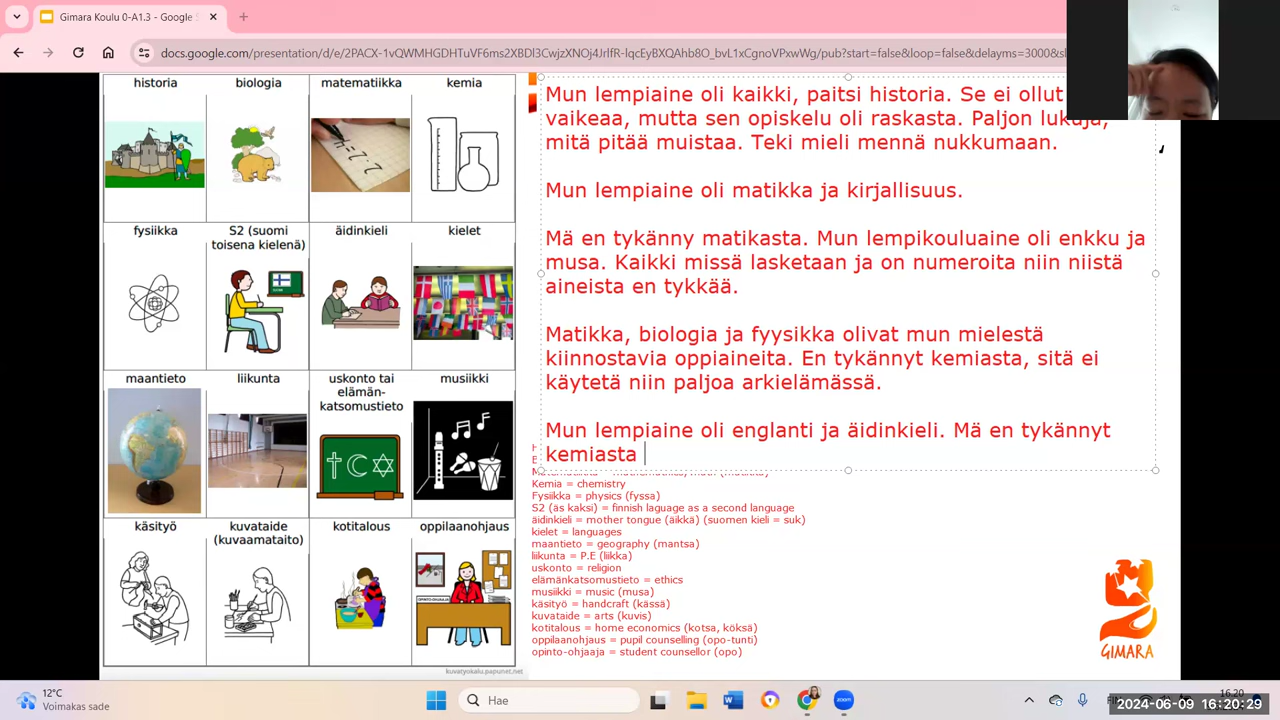 Gimara Koulu 0-A1.3 - Google S
docs.google.com/presentation/d/e/2PACX-1vQWMHGDHTuVF6ms2XBDl3CwjzXNOj4JrlfR-lqcEyBXQAhb8O_bvL1xCgnoVPxwWg/pub?start=false&loop=false&delayms=3000&sl
historia biologia matematiikka kemia
fysiikka S2 (suomi toisena kielenä) äidinkieli kielet
maantieto liikunta uskonto tai elämän-katsomustieto musiikki
käsityö kuvataide (kuvaamataito) kotitalous oppilaanohjaus
kuvatyokalu.papunet.net
Mun lempiaine oli kaikki, paitsi historia. Se ei ollut
vaikeaa, mutta sen opiskelu oli raskasta. Paljon lukuja,
mitä pitää muistaa. Teki mieli mennä nukkumaan.
Mun lempiaine oli matikka ja kirjallisuus.
Mä en tykänny matikasta. Mun lempikouluaine oli enkku ja
musa. Kaikki missä lasketaan ja on numeroita niin niistä
aineista en tykkää.
Matikka, biologia ja fyysikka olivat mun mielestä
kiinnostavia oppiaineita. En tykännyt kemiasta, sitä ei
käytetä niin paljoa arkielämässä.
Mun lempiaine oli englanti ja äidinkieli. Mä en tykännyt
kemiasta
Kemia = chemistry
Fysiikka = physics (fyssa)
S2 (äs kaksi) = finnish laguage as a second language
äidinkieli = mother tongue (äikkä) (suomen kieli = suk)
kielet = languages
maantieto = geography (mantsa)
liikunta = P.E (liikka)
uskonto = religion
elämänkatsomustieto = ethics
musiikki = music (musa)
käsityö = handcraft (kässä)
kuvataide = arts (kuvis)
kotitalous = home economics (kotsa, köksä)
oppilaanohjaus = pupil counselling (opo-tunti)
opinto-ohjaaja = student counsellor (opo)
GIMARA
12°C
Voimakas sade
Hae
16.20
2024-06-09 16:20:29